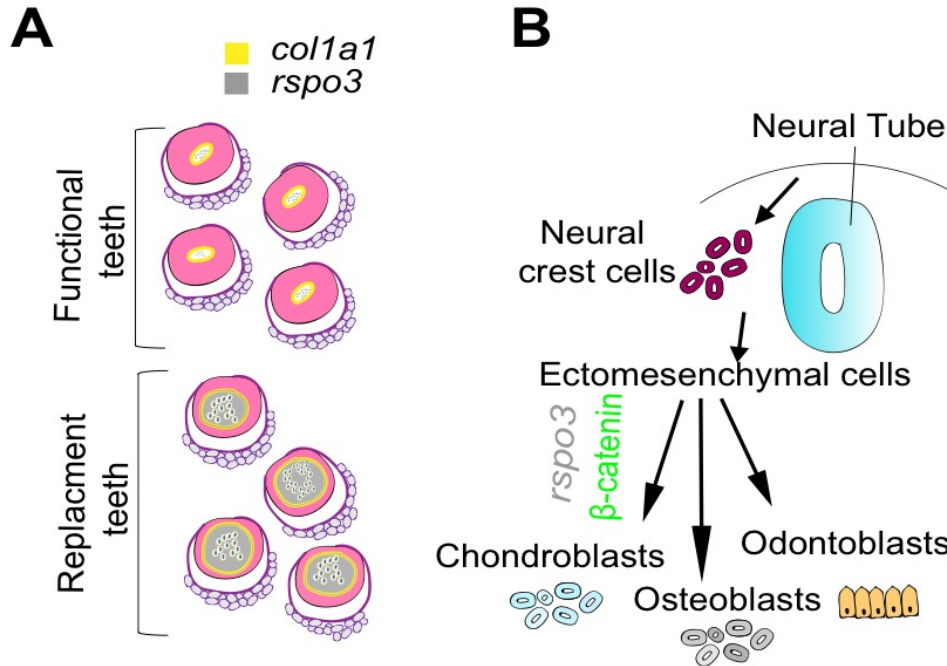 A
col1a1
rspo3
Functional
teeth
Replacment
teeth
B
Neural Tube
Neural
crest cells
Ectomesenchymal cells
rspo3
β-catenin
Chondroblasts
Odontoblasts
Osteoblasts